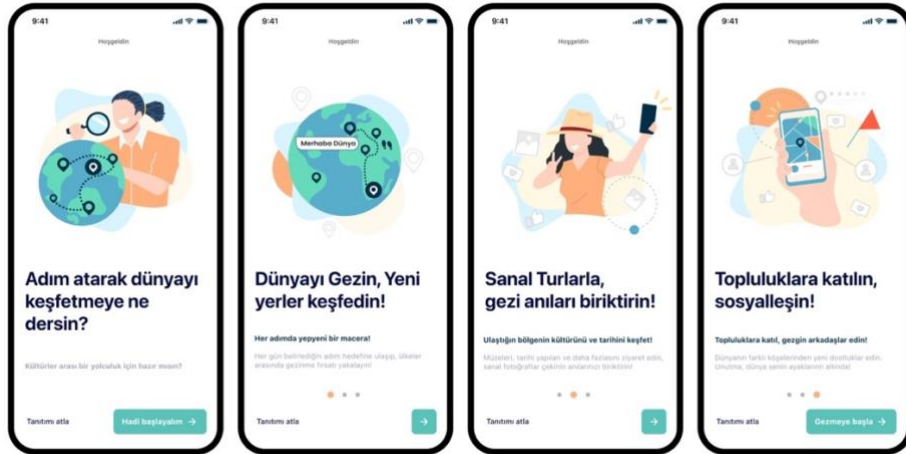 9:41
Hoşgeldin
Adım atarak dünyayı
keşfetmeye ne
dersin?
Kültürler arası bir yolculuk için hazır mısın?
Tanıtımı atla
Hadi başlayalım →
9:41
Hoşgeldin
Merhaba Dünya
Dünyayı Gezin, Yeni
yerler keşfedin!
Her adımda yepyeni bir macera!
Her gün belirlediğin adım hedefine ulaşıp, ülkeler
arasında gezinme fırsatı yakalayın!
Tanıtımı atla
→
9:41
Hoşgeldin
Sanal Turlarla,
gezi anıları biriktirin!
Ulaştığın bölgenin kültürünü ve tarihini keşfet!
Müzeleri, tarihi yapıları ve daha fazlasını ziyaret edin,
sanal fotoğraflar çekirin anılarınızı biriktirin!
Tanıtımı atla
→
9:41
Hoşgeldin
Topluluklara katılın,
sosyalleşin!
Topluluklara katıl, gezgin arkadaşlar edin!
Dünyanın farklı köşelerinden yeni dostluklar edin.
Unutma, dünya senin ayaklarının altında!
Tanıtımı atla
Gezmeye başla →